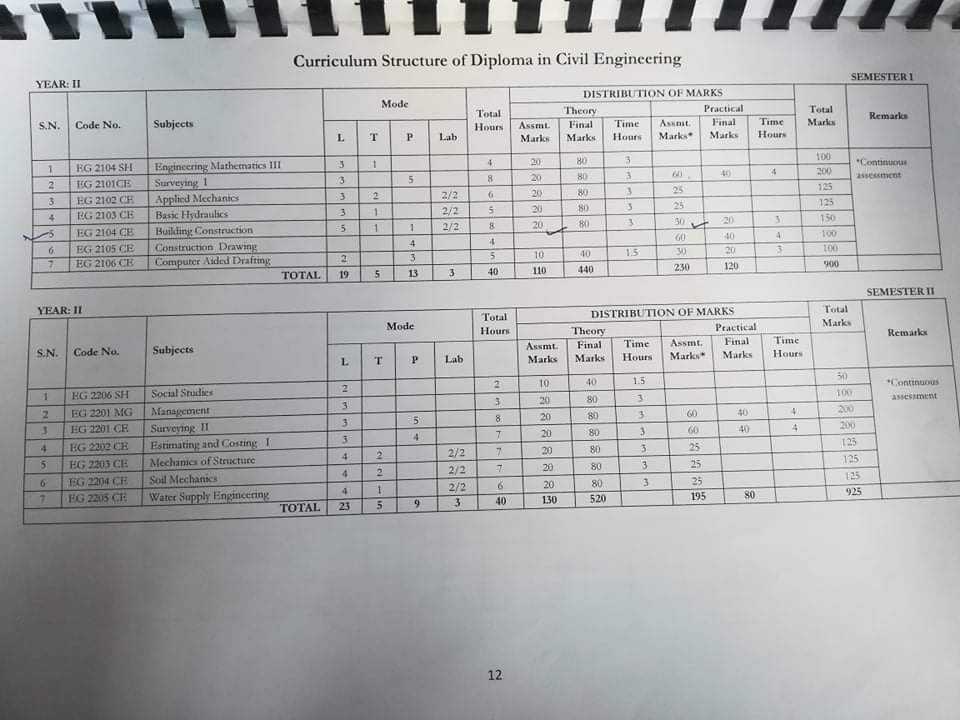 Curriculum Structure of Diploma in Civil Engineering
YEAR: II SEMESTER I
S.N. Code No. Subjects Mode Total Hours DISTRIBUTION OF MARKS Total Marks Remarks
Theory Practical
L T P Lab Assmt. Marks Final Marks Time Hours Assmt. Marks* Final Marks Time Hours
1 EG 2104 SH Engineering Mathematics III 3 1 4 20 80 3 100 *Continuous assessment
2 EG 2101CE Surveying I 3 5 8 20 80 3 60 40 4 200
3 EG 2102 CE Applied Mechanics 3 2 2/2 6 20 80 3 25 125
4 EG 2103 CE Basic Hydraulics 3 1 2/2 5 20 80 3 25 125
5 EG 2104 CE Building Construction 5 1 1 2/2 8 20 80 3 30 20 3 150
6 EG 2105 CE Construction Drawing 4 4 60 40 4 100
7 EG 2106 CE Computer Aided Drafting 2 3 5 10 40 1.5 30 20 3 100
TOTAL 19 5 13 3 40 110 440 230 120 900
YEAR: II SEMESTER II
S.N. Code No. Subjects Mode Total Hours DISTRIBUTION OF MARKS Total Marks Remarks
Theory Practical
L T P Lab Assmt. Marks Final Marks Time Hours Assmt. Marks* Final Marks Time Hours
1 EG 2206 SH Social Studies 2 2 10 40 1.5 50 *Continuous assessment
2 EG 2201 MG Management 3 3 20 80 3 100
3 EG 2201 CE Surveying II 3 5 8 20 80 3 60 40 4 200
4 EG 2202 CE Estimating and Costing I 3 4 7 20 80 3 60 40 4 200
5 EG 2203 CE Mechanics of Structure 4 2 2/2 7 20 80 3 25 125
6 EG 2204 CE Soil Mechanics 4 2 2/2 7 20 80 3 25 125
7 EG 2205 CE Water Supply Engineering 4 1 2/2 6 20 80 3 25 125
TOTAL 23 5 9 3 40 130 520 195 80 925
12